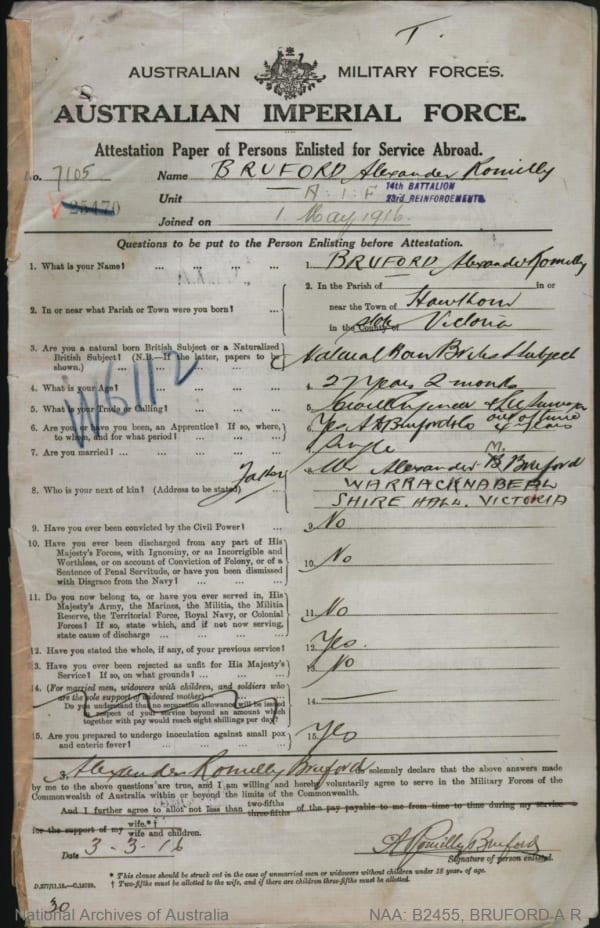 T.
AUSTRALIAN MILITARY FORCES.
AUSTRALIAN IMPERIAL FORCE.
Attestation Paper of Persons Enlisted for Service Abroad.
No. 7105 Name BRUFORD Alexander Romilly
25470 Unit A.I.F 14th BATTALION
23rd REINFORCEMENTS
Joined on 1 May 1916.
Questions to be put to the Person Enlisting before Attestation.
1. What is your Name? ... ... ... ... 1. BRUFORD Alexander Romilly
2. In or near what Parish or Town were you born? ... 2. In the Parish of in or
near the Town of Hawthorn
in the County of State Victoria
3. Are you a natural born British Subject or a Naturalized
British Subject? (N.B.—If the latter, papers to be
shown.) ... Natural Born British Subject
4. What is your Age? ... ... ... 4. 27 years 2 months
5. What is your Trade or Calling? ... ... ... 5. Civil Engineer &
6. Are you or have you been, an Apprentice? If so, where,
to whom, and for what period? ... ... 6. Yes Bruford out of time
4 years
7. Are you married? ... ... ... 7. Single
8. Who is your next of kin? (Address to be stated) Father 8. Mr Alexander M. Bruford
WARRACKNABEAL
SHIRE HALL. VICTORIA
W6112
9. Have you ever been convicted by the Civil Power? ... 9. No
10. Have you ever been discharged from any part of His
Majesty's Forces, with Ignominy, or as Incorrigible and
Worthless, or on account of Conviction of Felony, or of a
Sentence of Penal Servitude, or have you been dismissed
with Disgrace from the Navy? ... ... 10. No
11. Do you now belong to, or have you ever served in, His
Majesty's Army, the Marines, the Militia, the Militia
Reserve, the Territorial Force, Royal Navy, or Colonial
Forces? If so, state which, and if not now serving,
state cause of discharge ... ... ... 11. No
12. Have you stated the whole, if any, of your previous service? 12. Yes.
13. Have you ever been rejected as unfit for His Majesty's
Service? If so, on what grounds? ... ... 13. No
14. (For married men, widowers with children, and soldiers who
are the sole support of widowed mother)—
Do you understand that no separation allowance will be issued
in respect of your service beyond an amount which
together with pay would reach eight shillings per day? 14.
15. Are you prepared to undergo inoculation against small pox
and enteric fever? ... ... ... 15. Yes
I, Alexander Romilly Bruford do solemnly declare that the above answers made
by me to the above questions are true, and I am willing and hereby voluntarily agree to serve in the Military Forces of the
Commonwealth of Australia within or beyond the limits of the Commonwealth.
And I further agree to allot not less than two-fifths three-fifths of the pay payable to me from time to time during my service
for the support of my wife.*† wife and children.
Date 3-3-16 A Romilly Bruford
Signature of person enlisted.
* This clause should be struck out in the case of unmarried men or widowers without children under 18 year. of age.
† Two-fifths must be allotted to the wife, and if there are children three-fifths must be allotted.
30
National Archives of Australia NAA: B2455, BRUFORD A R